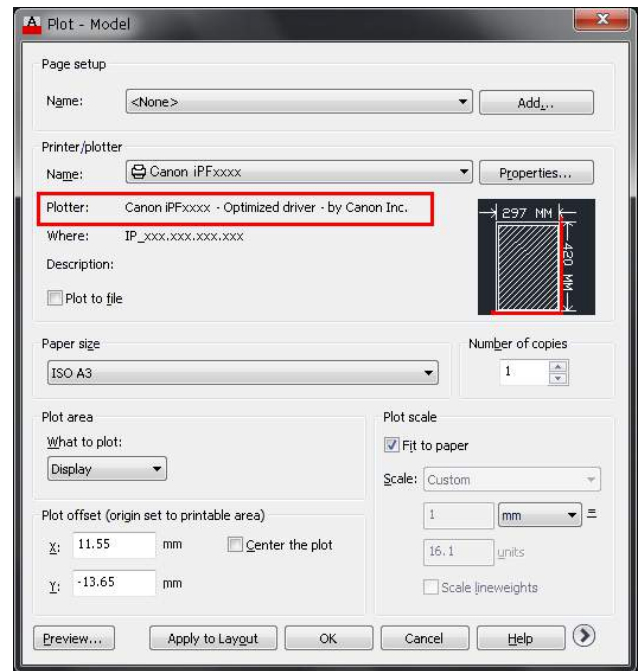 Plot - Model
Page setup
Name: <None> Add...
Printer/plotter
Name: Canon iPFxxxx Properties...
Plotter: Canon iPFxxxx - Optimized driver - by Canon Inc.
Where: IP_xxx.xxx.xxx.xxx
Description:
Plot to file
297 MM
420 MM
Paper size
ISO A3
Number of copies
1
Plot area
What to plot:
Display
Plot scale
Fit to paper
Scale: Custom
1 mm =
16.1 units
Scale lineweights
Plot offset (origin set to printable area)
X: 11.55 mm Center the plot
Y: -13.65 mm
Preview... Apply to Layout OK Cancel Help